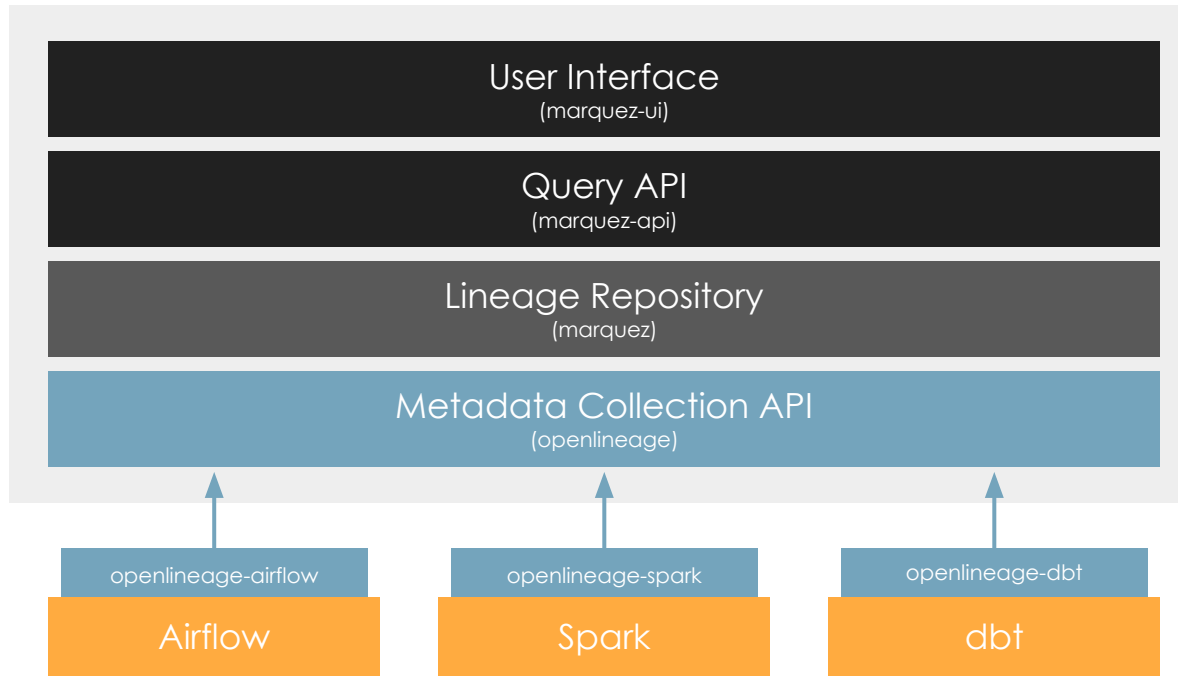 User Interface
(marquez-ui)
Query API
(marquez-api)
Lineage Repository
(marquez)
Metadata Collection API
(openlineage)
openlineage-airflow
openlineage-spark
openlineage-dbt
Airflow
Spark
dbt